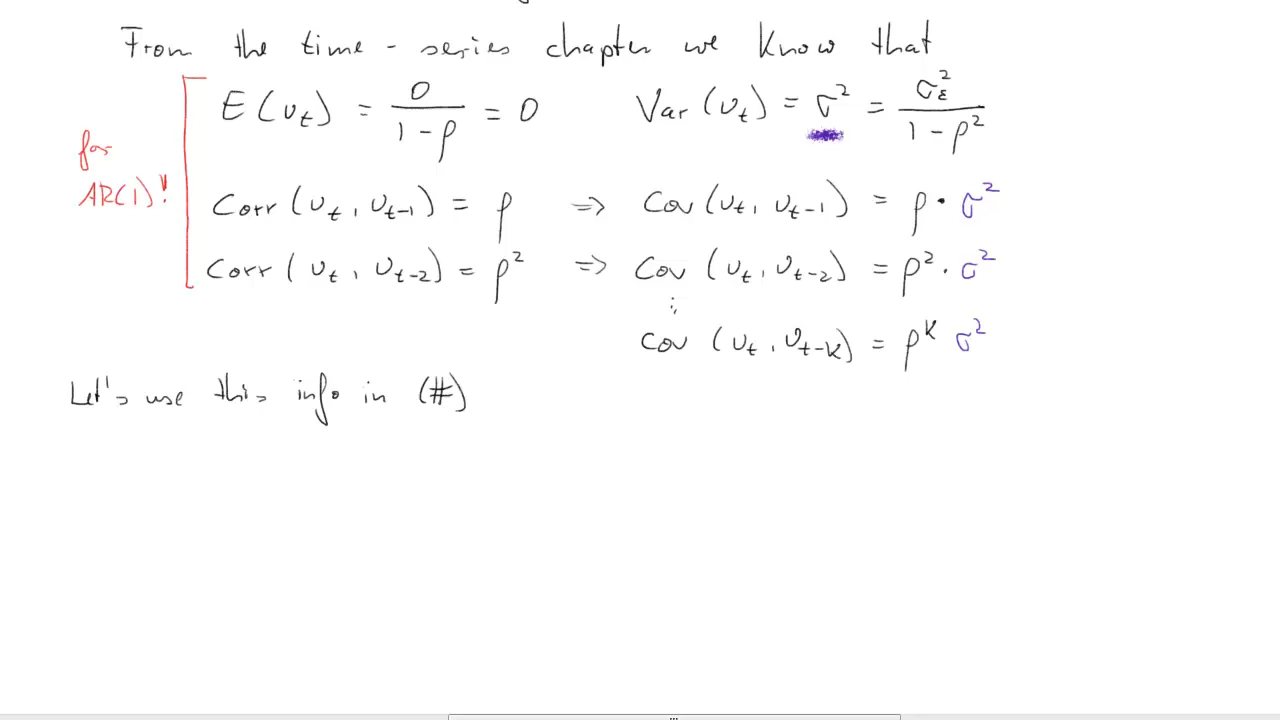 From the time-series chapter we know that
E(υₜ) = 0/(1-ρ) = 0 Var(υₜ) = σ² = σ_ε²/(1-ρ²)
for
AR(1)!
Corr(υₜ, υₜ₋₁) = ρ => Cov(υₜ, υₜ₋₁) = ρ·σ²
Corr(υₜ, υₜ₋₂) = ρ² => Cov(υₜ, υₜ₋₂) = ρ²·σ²
⋮
Cov(υₜ, υₜ₋ₖ) = ρᵏ σ²
Let's use this info in (#)